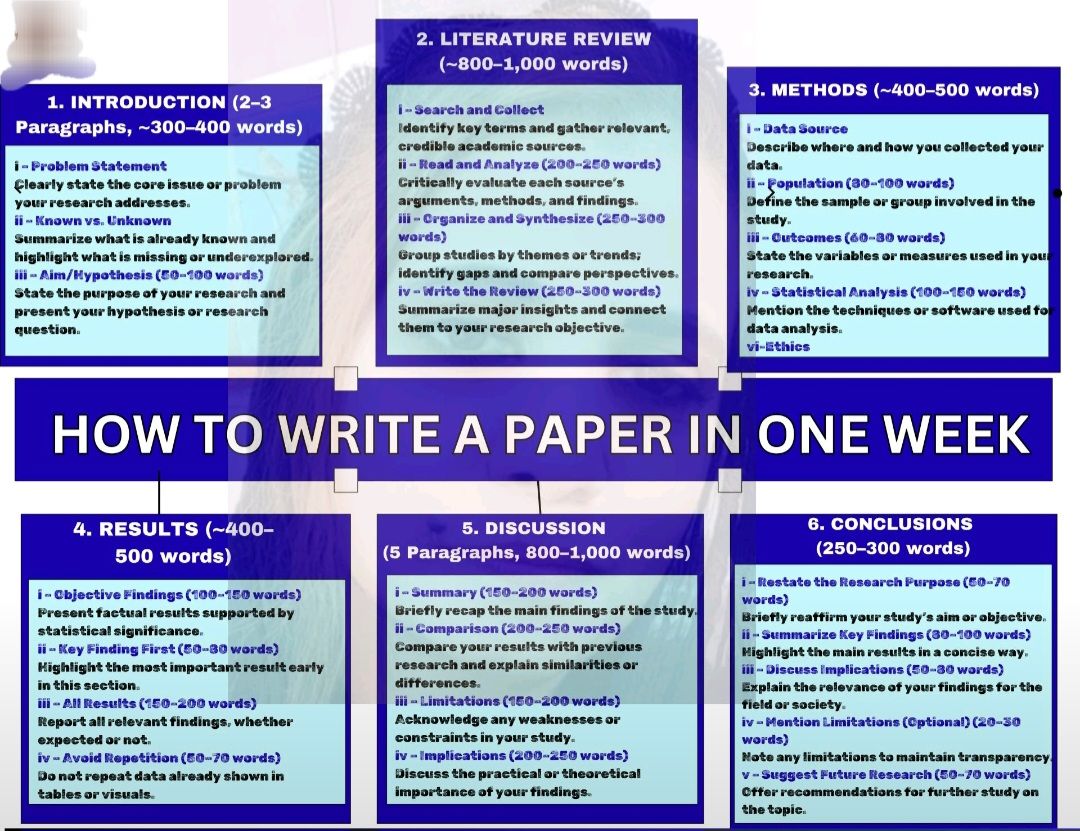 1. INTRODUCTION (2–3
Paragraphs, ~300–400 words)
i - Problem Statement
Clearly state the core issue or problem
your research addresses.
ii - Known vs. Unknown
Summarize what is already known and
highlight what is missing or underexplored.
iii - Aim/Hypothesis (50–100 words)
State the purpose of your research and
present your hypothesis or research
question.
2. LITERATURE REVIEW
(~800–1,000 words)
i - Search and Collect
Identify key terms and gather relevant,
credible academic sources.
ii - Read and Analyze (200–250 words)
Critically evaluate each source's
arguments, methods, and findings.
iii - Organize and Synthesize (250–300
words)
Group studies by themes or trends;
identify gaps and compare perspectives.
iv - Write the Review (250–300 words)
Summarize major insights and connect
them to your research objective.
3. METHODS (~400–500 words)
i - Data Source
Describe where and how you collected your
data.
ii - Population (80–100 words)
Define the sample or group involved in the
study.
iii - Outcomes (60–80 words)
State the variables or measures used in your
research.
iv - Statistical Analysis (100–150 words)
Mention the techniques or software used for
data analysis.
vi-Ethics
HOW TO WRITE A PAPER IN ONE WEEK
4. RESULTS (~400–
500 words)
i - Objective Findings (100–150 words)
Present factual results supported by
statistical significance.
ii - Key Finding First (50–80 words)
Highlight the most important result early
in this section.
iii - All Results (150–200 words)
Report all relevant findings, whether
expected or not.
iv - Avoid Repetition (50–70 words)
Do not repeat data already shown in
tables or visuals.
5. DISCUSSION
(5 Paragraphs, 800–1,000 words)
i - Summary (150–200 words)
Briefly recap the main findings of the study.
ii - Comparison (200–250 words)
Compare your results with previous
research and explain similarities or
differences.
iii - Limitations (150–200 words)
Acknowledge any weaknesses or
constraints in your study.
iv - Implications (200–250 words)
Discuss the practical or theoretical
importance of your findings.
6. CONCLUSIONS
(250–300 words)
i - Restate the Research Purpose (50–70
words)
Briefly reaffirm your study's aim or objective.
ii - Summarize Key Findings (80–100 words)
Highlight the main results in a concise way.
iii - Discuss Implications (50–80 words)
Explain the relevance of your findings for the
field or society.
iv - Mention Limitations (Optional) (20–30
words)
Note any limitations to maintain transparency.
v - Suggest Future Research (50–70 words)
Offer recommendations for further study on
the topic.